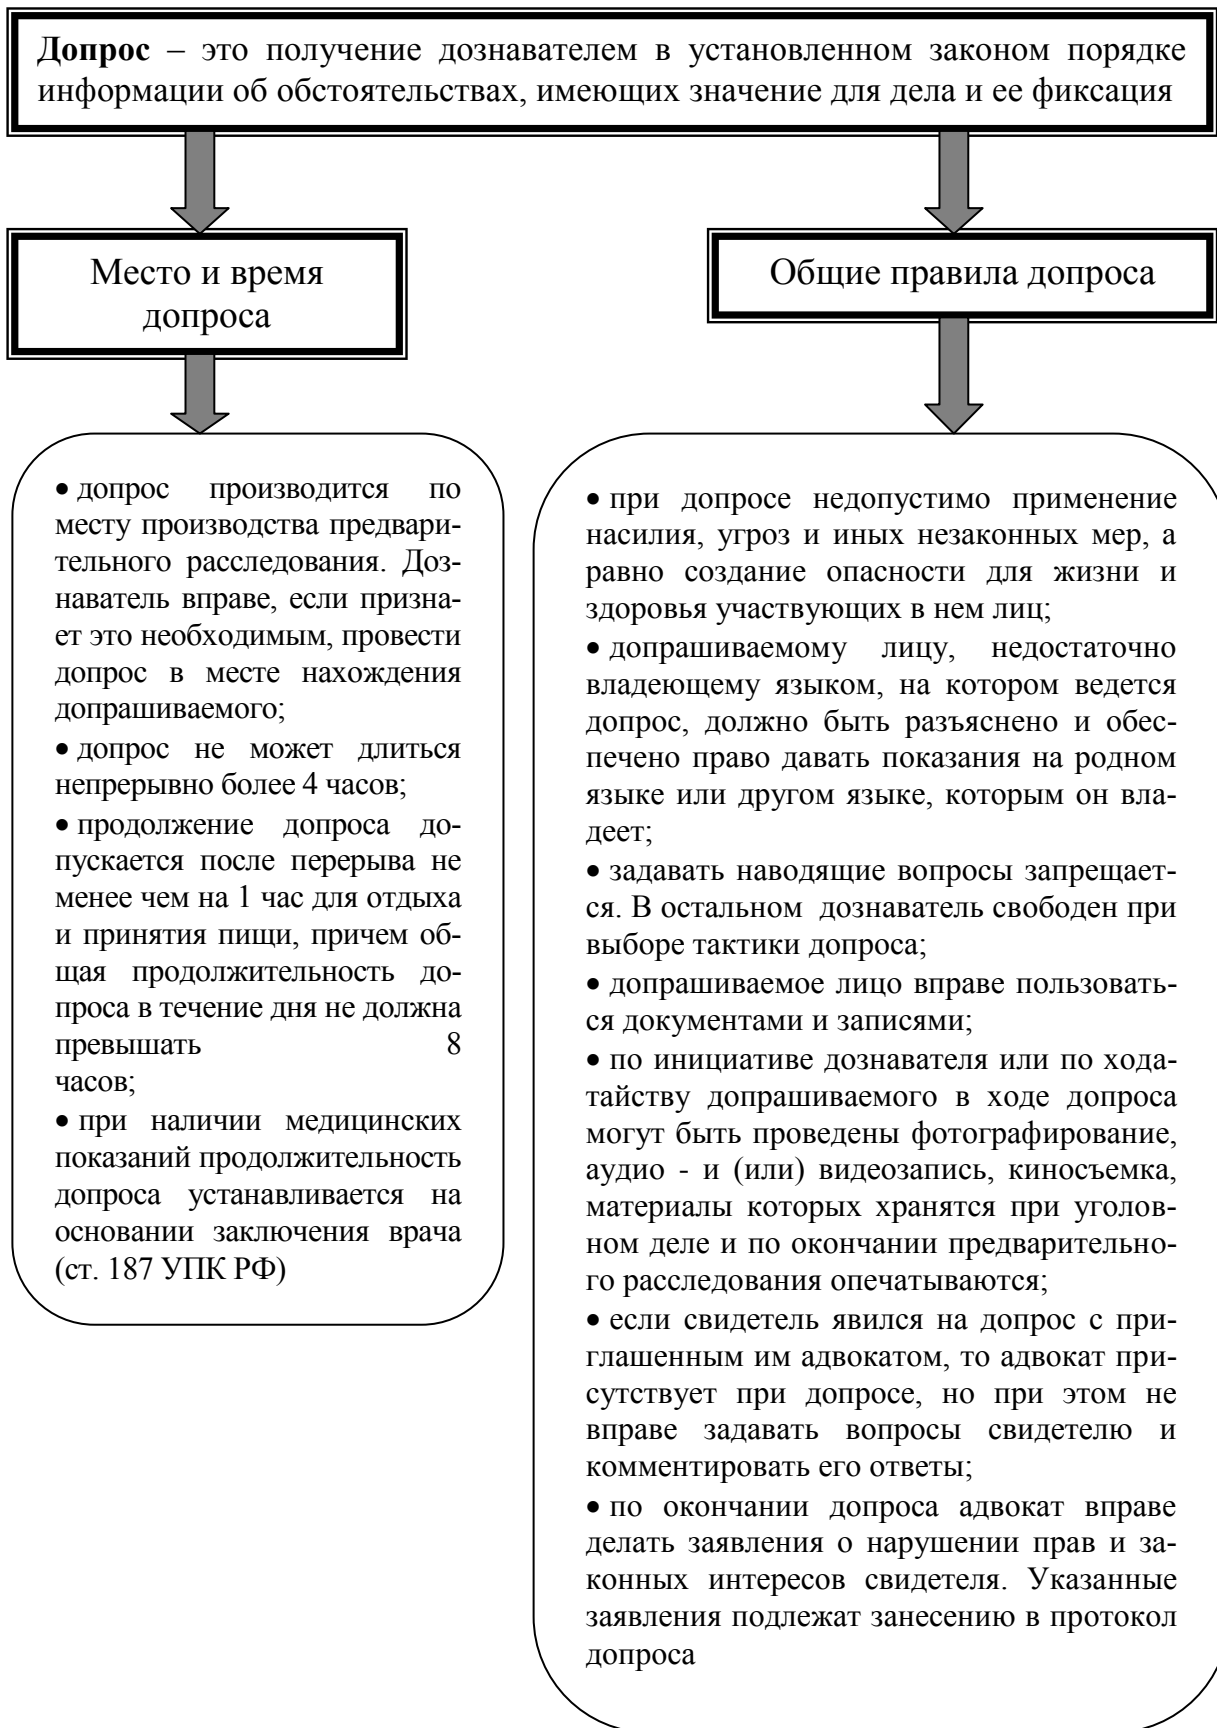 Допрос – это получение дознавателем в установленном законом порядке
информации об обстоятельствах, имеющих значение для дела и ее фиксация
Место и время
допроса
• допрос производится по
месту производства предвари-
тельного расследования. Доз-
наватель вправе, если призна-
ет это необходимым, провести
допрос в месте нахождения
допрашиваемого;
• допрос не может длиться
непрерывно более 4 часов;
• продолжение допроса до-
пускается после перерыва не
менее чем на 1 час для отдыха
и принятия пищи, причем об-
щая продолжительность до-
проса в течение дня не должна
превышать 8
часов;
• при наличии медицинских
показаний продолжительность
допроса устанавливается на
основании заключения врача
(ст. 187 УПК РФ)
Общие правила допроса
• при допросе недопустимо применение
насилия, угроз и иных незаконных мер, а
равно создание опасности для жизни и
здоровья участвующих в нем лиц;
• допрашиваемому лицу, недостаточно
владеющему языком, на котором ведется
допрос, должно быть разъяснено и обес-
печено право давать показания на родном
языке или другом языке, которым он вла-
деет;
• задавать наводящие вопросы запрещает-
ся. В остальном дознаватель свободен при
выборе тактики допроса;
• допрашиваемое лицо вправе пользовать-
ся документами и записями;
• по инициативе дознавателя или по хода-
тайству допрашиваемого в ходе допроса
могут быть проведены фотографирование,
аудио - и (или) видеозапись, киносъемка,
материалы которых хранятся при уголов-
ном деле и по окончании предварительно-
го расследования опечатываются;
• если свидетель явился на допрос с при-
глашенным им адвокатом, то адвокат при-
сутствует при допросе, но при этом не
вправе задавать вопросы свидетелю и
комментировать его ответы;
• по окончании допроса адвокат вправе
делать заявления о нарушении прав и за-
конных интересов свидетеля. Указанные
заявления подлежат занесению в протокол
допроса